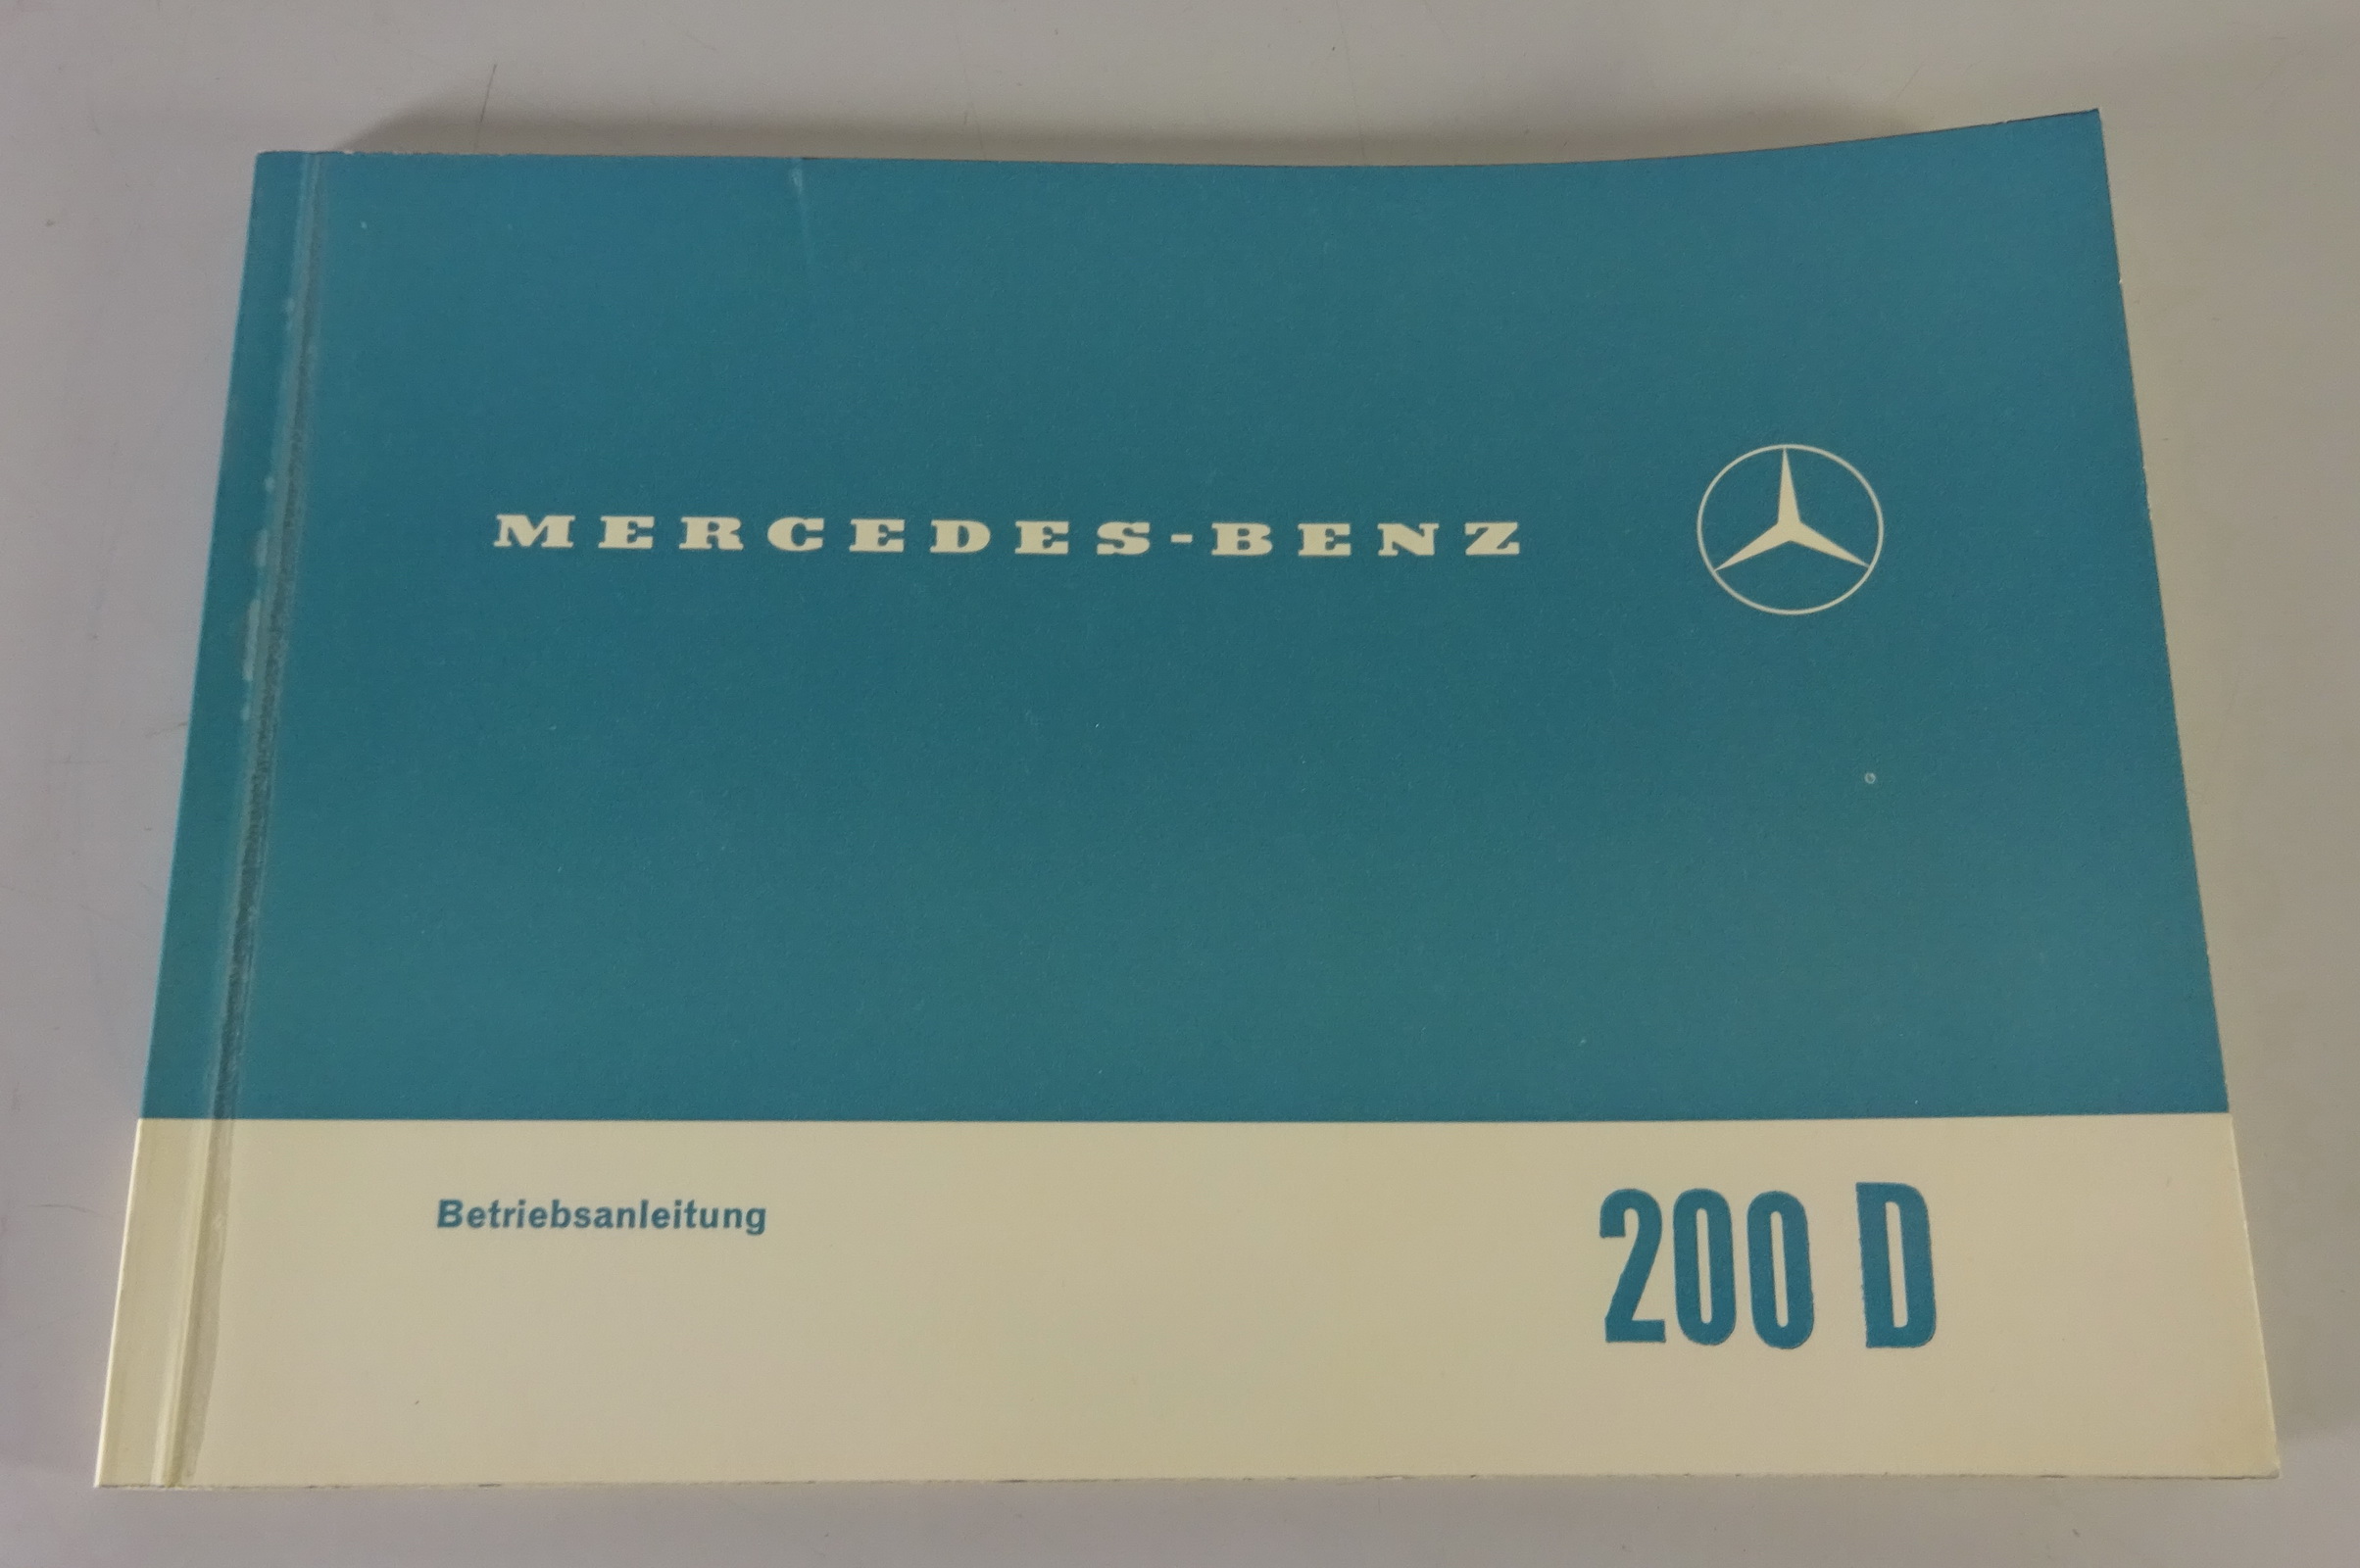 MERCEDES-BENZ
Betriebsanleitung
200 D